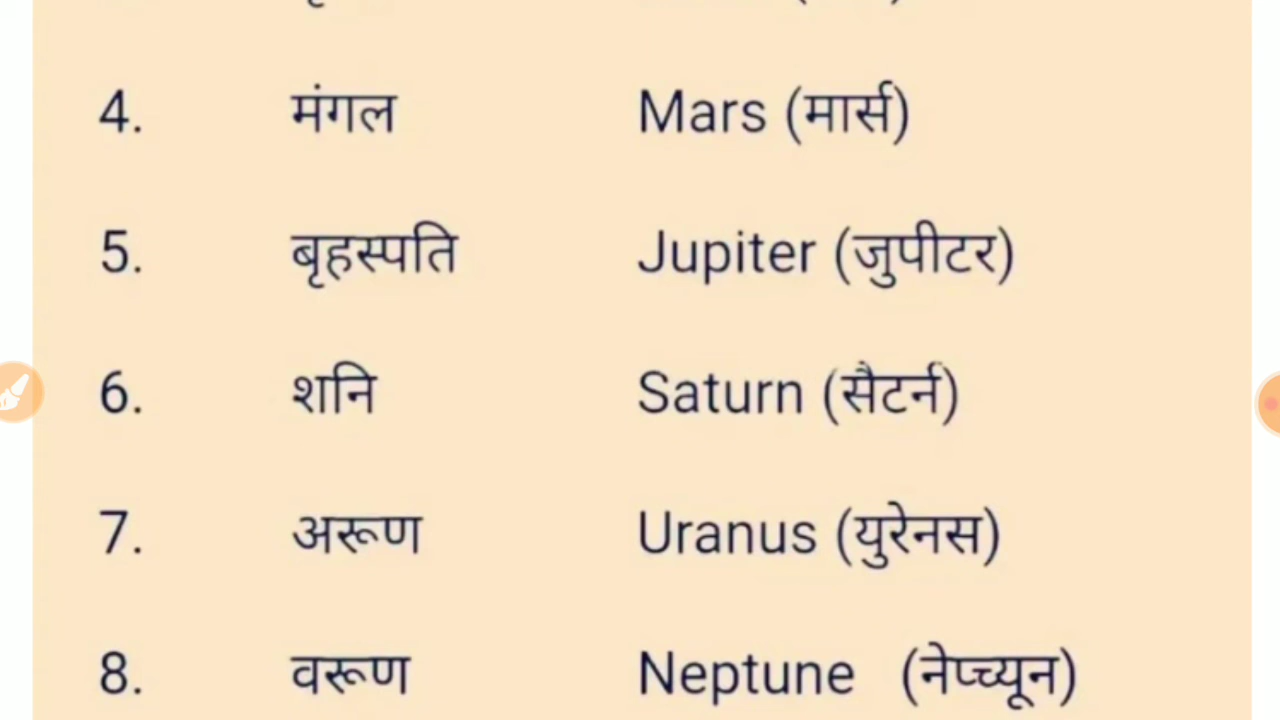 4. मंगल Mars (मार्स)
5. बृहस्पति Jupiter (जुपीटर)
6. शनि Saturn (सैटर्न)
7. अरूण Uranus (युरेनस)
8. वरूण Neptune (नेप्च्यून)